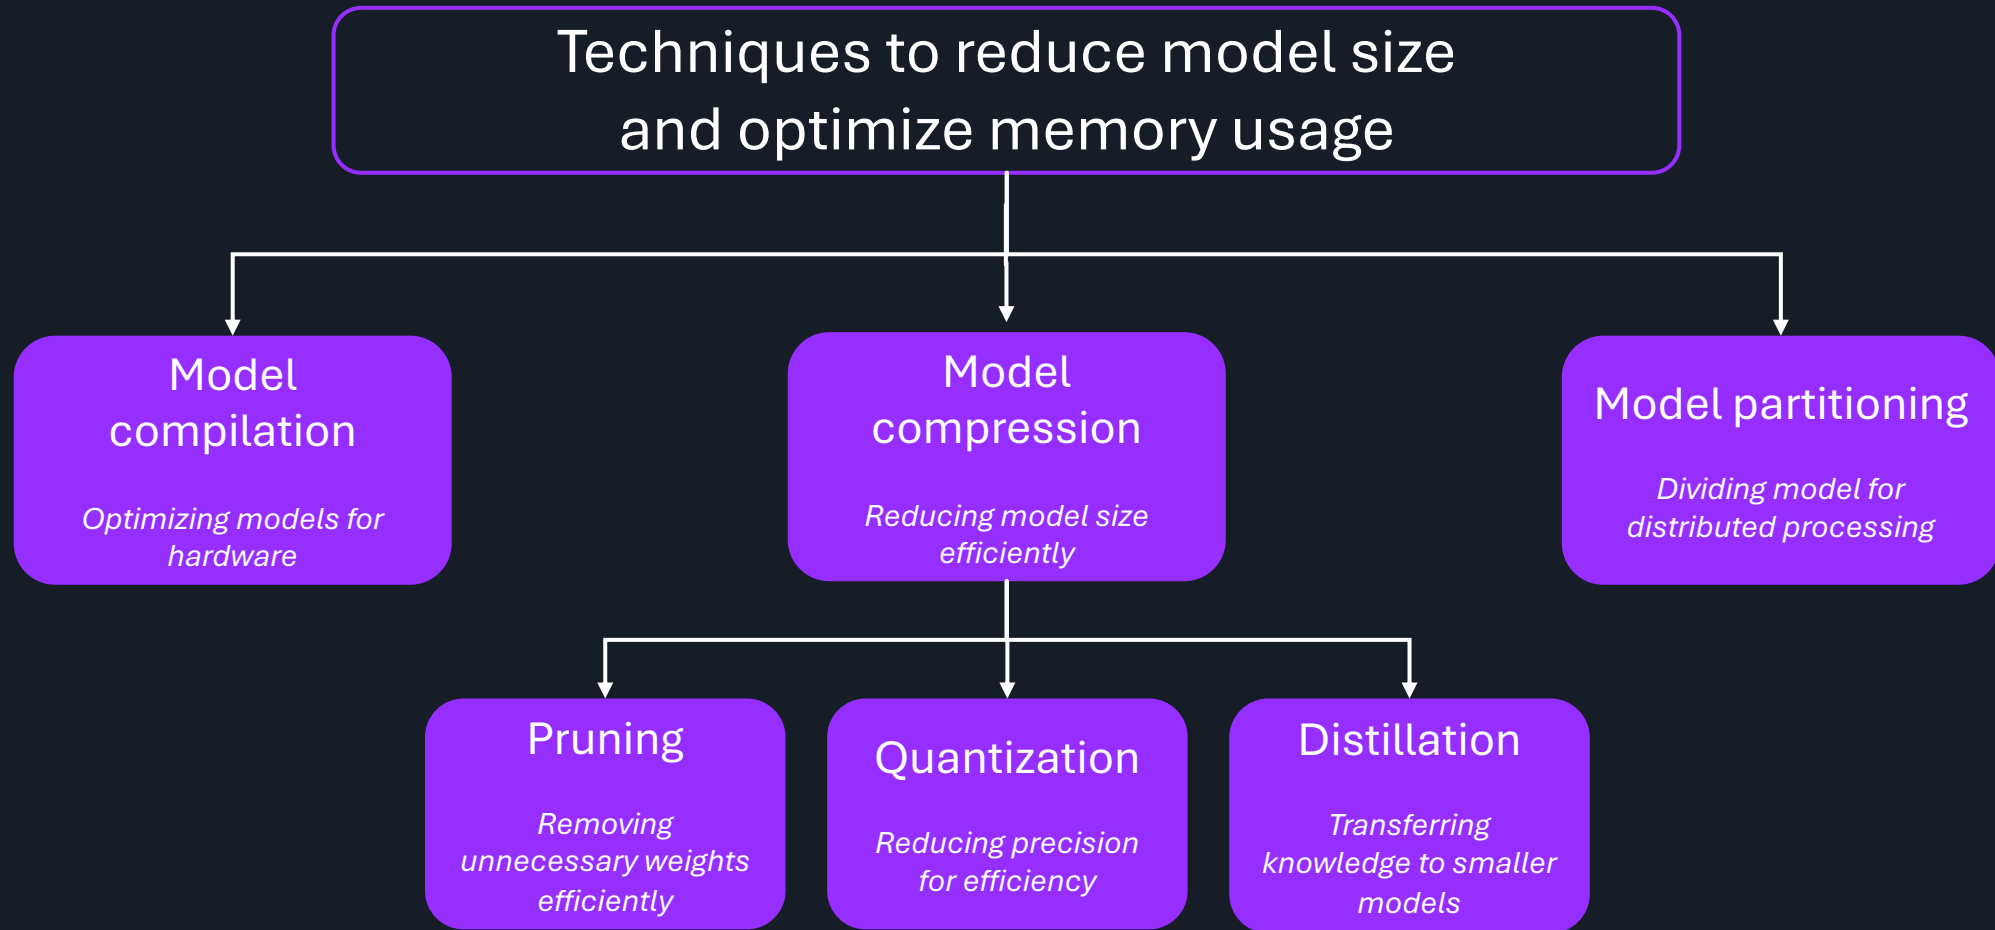 Techniques to reduce model size
and optimize memory usage
Model
compilation
Optimizing models for
hardware
Model
compression
Reducing model size
efficiently
Model partitioning
Dividing model for
distributed processing
Pruning
Removing
unnecessary weights
efficiently
Quantization
Reducing precision
for efficiency
Distillation
Transferring
knowledge to smaller
models